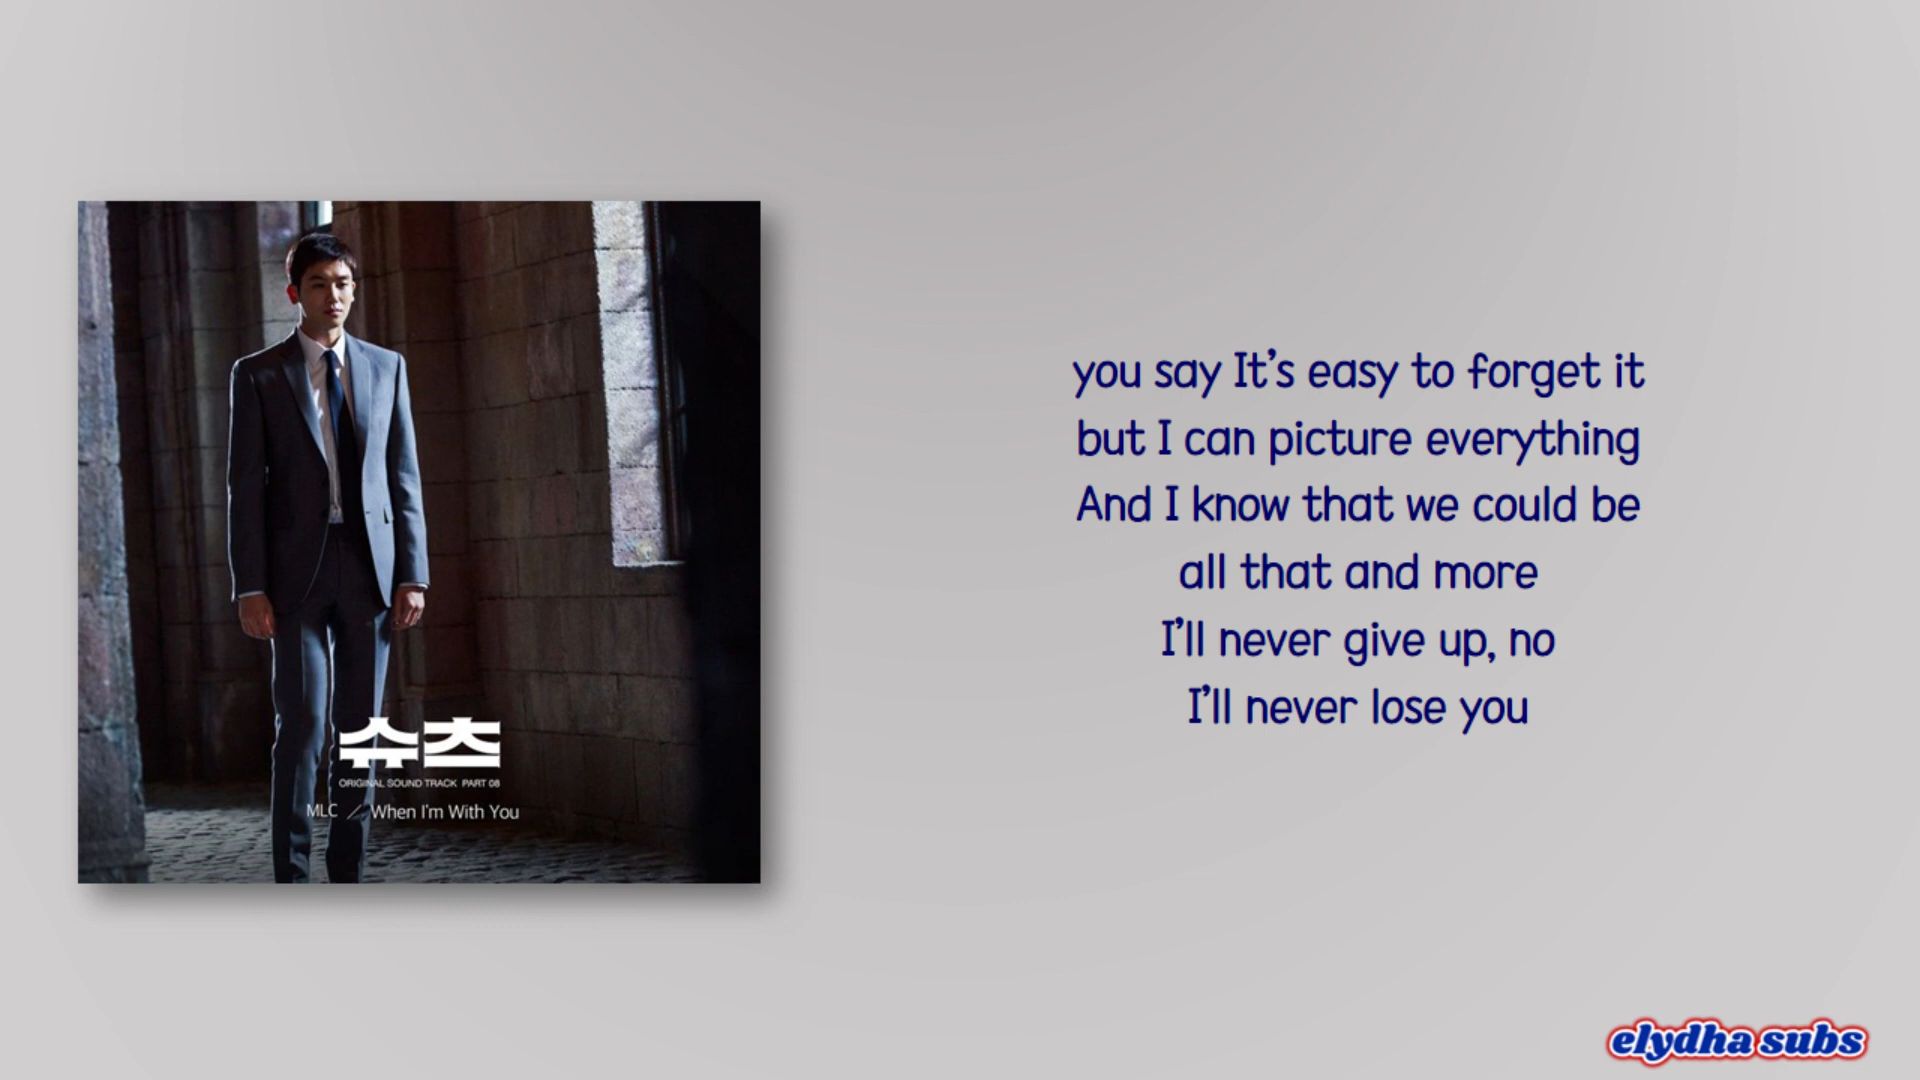 슈츠
ORIGINAL SOUND TRACK PART 08
MLC / When I'm With You
you say It's easy to forget it
but I can picture everything
And I know that we could be
all that and more
I'll never give up, no
I'll never lose you
elydha subs